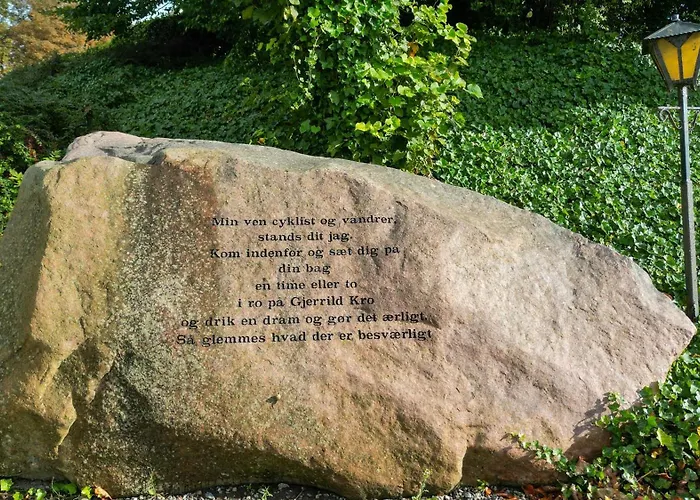 Min ven cyklist og vandrer,
stands dit jag.
Kom indenfor og sæt dig på
din bag
en time eller to
i ro på Gjerrild Kro
og drik en dram og gør det ærligt.
Så glemmes hvad der er besværligt